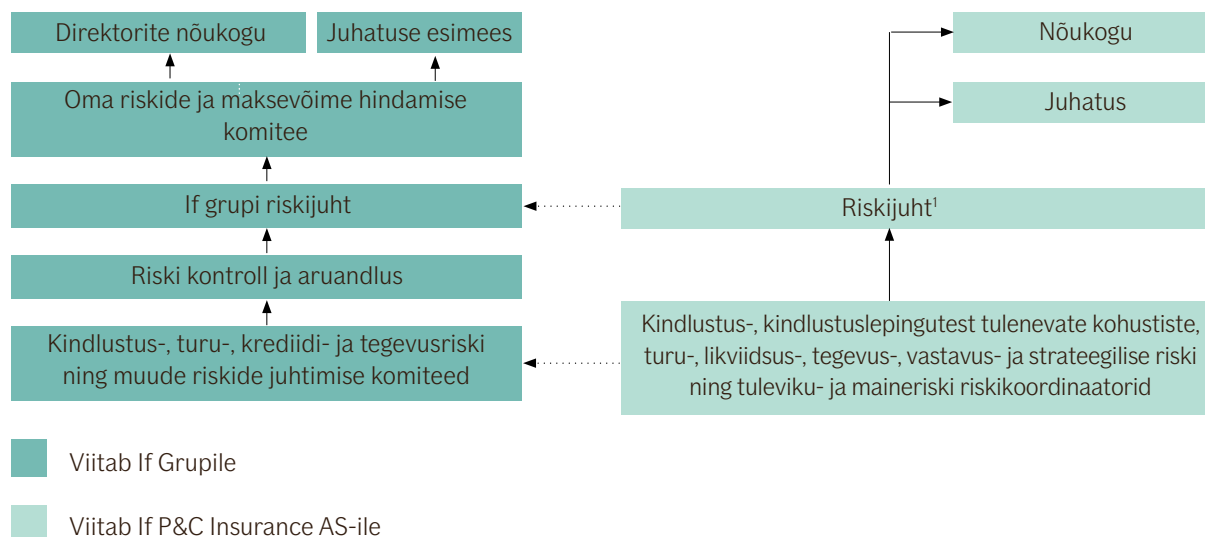 Direktorite nõukogu
Juhatuse esimees
Oma riskide ja maksevõime hindamise
komitee
If grupi riskijuht
Riski kontroll ja aruandlus
Kindlustus-, turu-, krediidi- ja tegevusriski
ning muude riskide juhtimise komiteed
Nõukogu
Juhatus
Riskijuht¹
Kindlustus-, kindlustuslepingutest tulenevate kohustiste,
turu-, likviidsus-, tegevus-, vastavus- ja strateegilise riski
ning tuleviku- ja maineriski riskikoordinaatorid
Viitab If Grupile
Viitab If P&C Insurance AS-ile